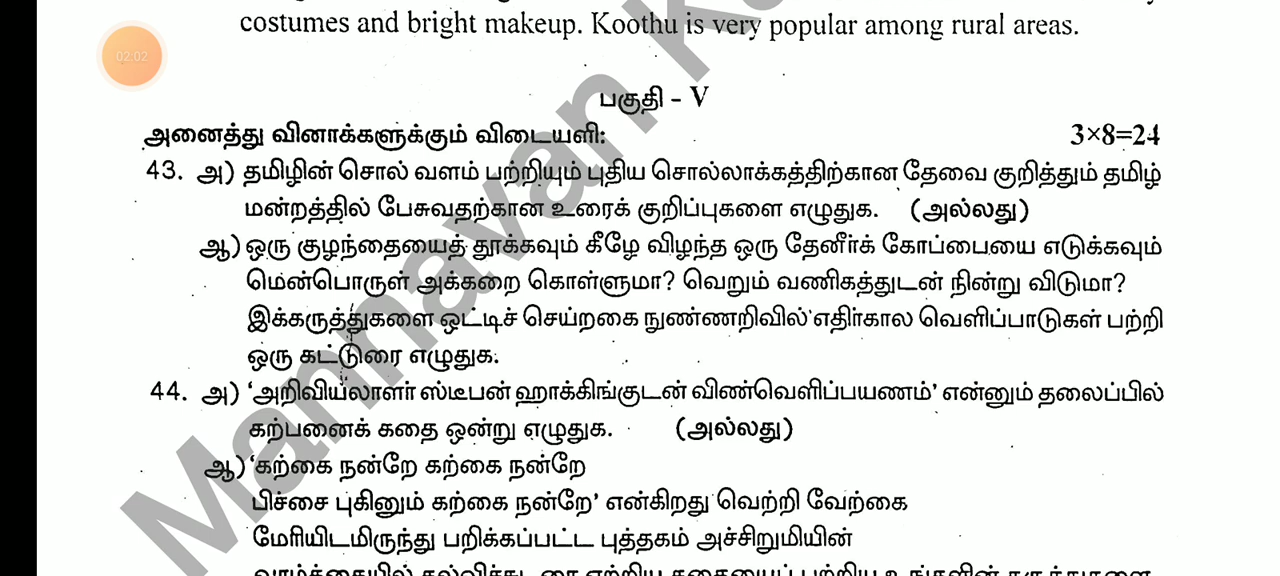 costumes and bright makeup. Koothu is very popular among rural areas.
02:02
பகுதி - V
அனைத்து வினாக்களுக்கும் விடையளி: 3×8=24
43. அ) தமிழின் சொல் வளம் பற்றியும் புதிய சொல்லாக்கத்திற்கான தேவை குறித்தும் தமிழ்
மன்றத்தில் பேசுவதற்கான உரைக் குறிப்புகளை எழுதுக. (அல்லது)
ஆ) ஒரு குழந்தையைத் தூக்கவும் கீழே விழுந்த ஒரு தேனீர்க் கோப்பையை எடுக்கவும்
மென்பொருள் அக்கறை கொள்ளுமா? வெறும் வணிகத்துடன் நின்று விடுமா?
இக்கருத்துகளை ஒட்டிச் செய்றகை நுண்ணறிவில் எதிர்கால வெளிப்பாடுகள் பற்றி
ஒரு கட்டுரை எழுதுக.
44. அ) 'அறிவியலாளர் ஸ்டீபன் ஹாக்கிங்குடன் விண்வெளிப்பயணம்' என்னும் தலைப்பில்
கற்பனைக் கதை ஒன்று எழுதுக. (அல்லது)
ஆ) 'கற்கை நன்றே கற்கை நன்றே
பிச்சை புகினும் கற்கை நன்றே' என்கிறது வெற்றி வேற்கை
மேரியிடமிருந்து பறிக்கப்பட்ட புத்தகம் அச்சிறுமியின்
Mannavan